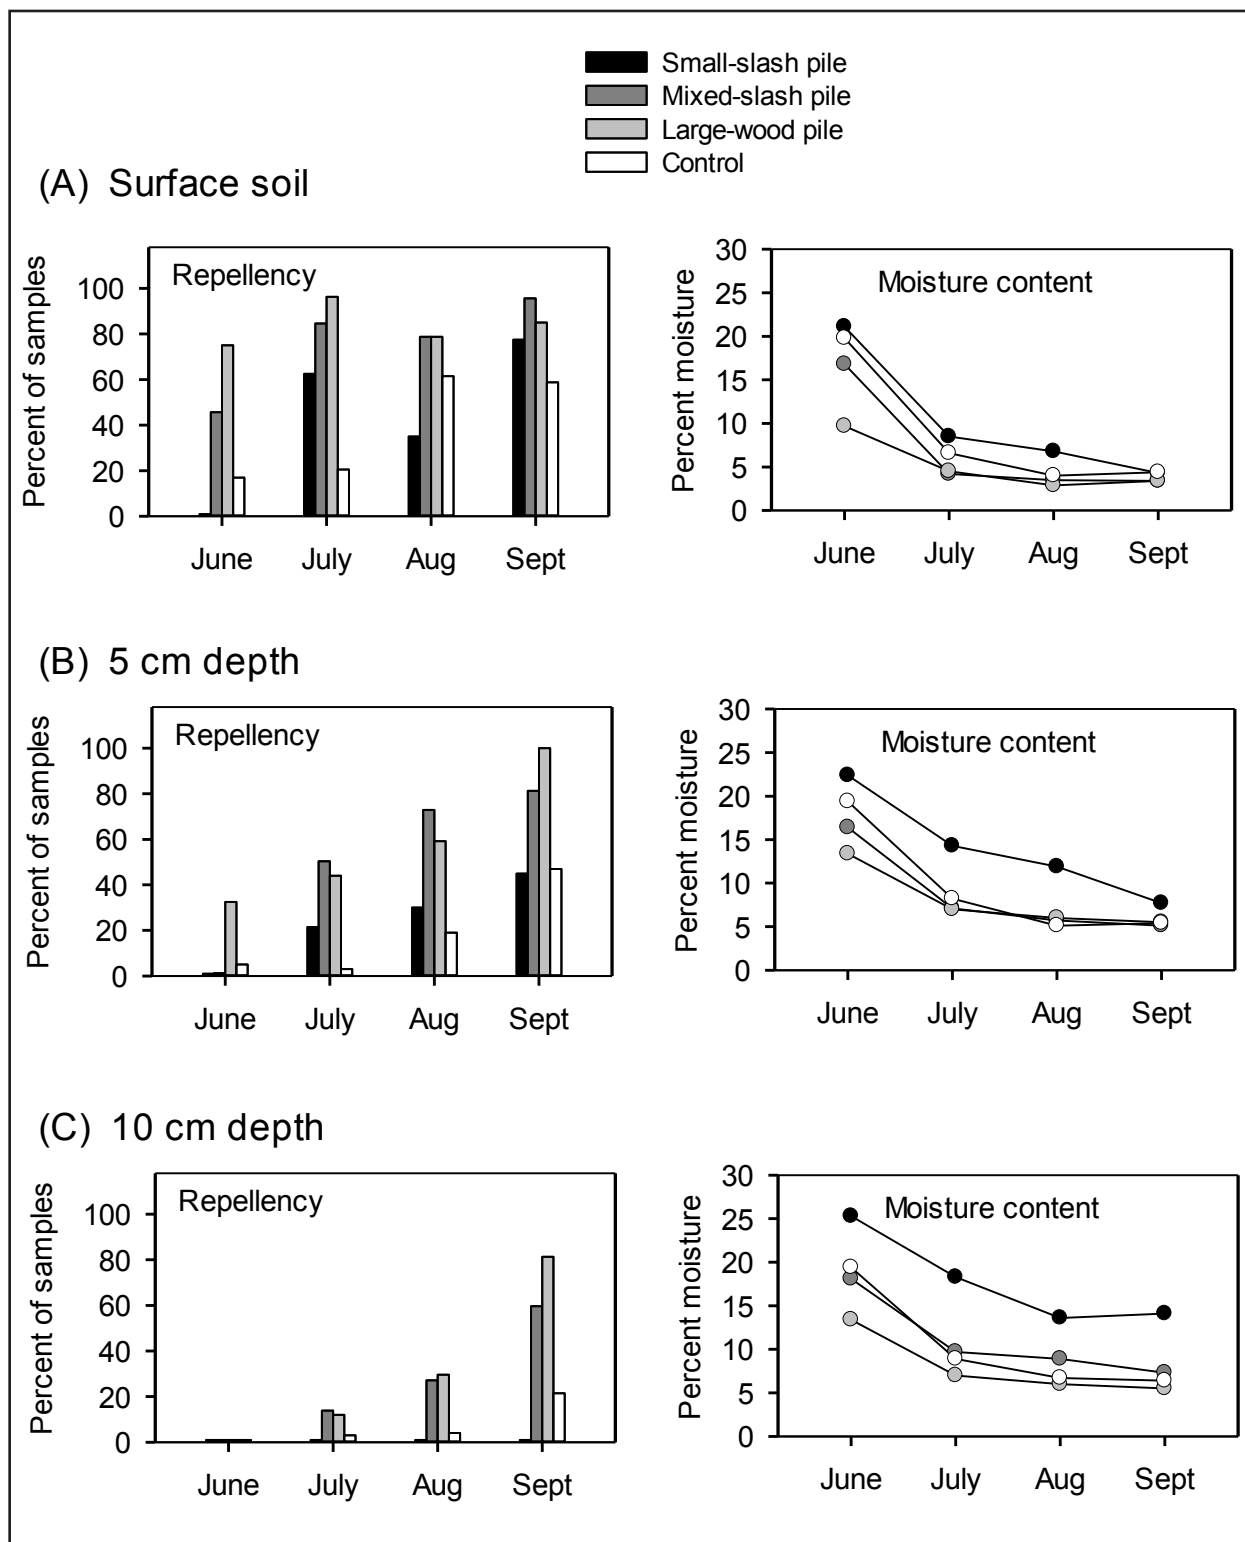 Small-slash pile
Mixed-slash pile
Large-wood pile
Control
(A) Surface soil
Repellency
Percent of samples
100
80
60
40
20
0
June July Aug Sept
Moisture content
Percent moisture
30
25
20
15
10
5
0
June July Aug Sept
(B) 5 cm depth
Repellency
Percent of samples
100
80
60
40
20
0
June July Aug Sept
Moisture content
Percent moisture
30
25
20
15
10
5
0
June July Aug Sept
(C) 10 cm depth
Repellency
Percent of samples
100
80
60
40
20
0
June July Aug Sept
Moisture content
Percent moisture
30
25
20
15
10
5
0
June July Aug Sept